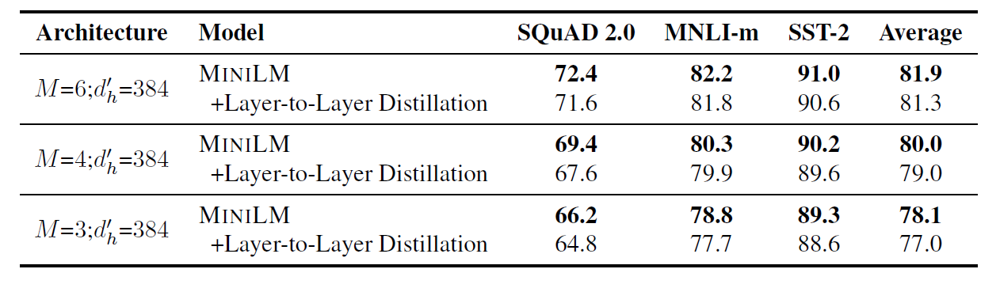 Architecture Model SQuAD 2.0 MNLI-m SST-2 Average
M=6;d′h=384
MINILM 72.4 82.2 91.0 81.9
+Layer-to-Layer Distillation 71.6 81.8 90.6 81.3
M=4;d′h=384
MINILM 69.4 80.3 90.2 80.0
+Layer-to-Layer Distillation 67.6 79.9 89.6 79.0
M=3;d′h=384
MINILM 66.2 78.8 89.3 78.1
+Layer-to-Layer Distillation 64.8 77.7 88.6 77.0